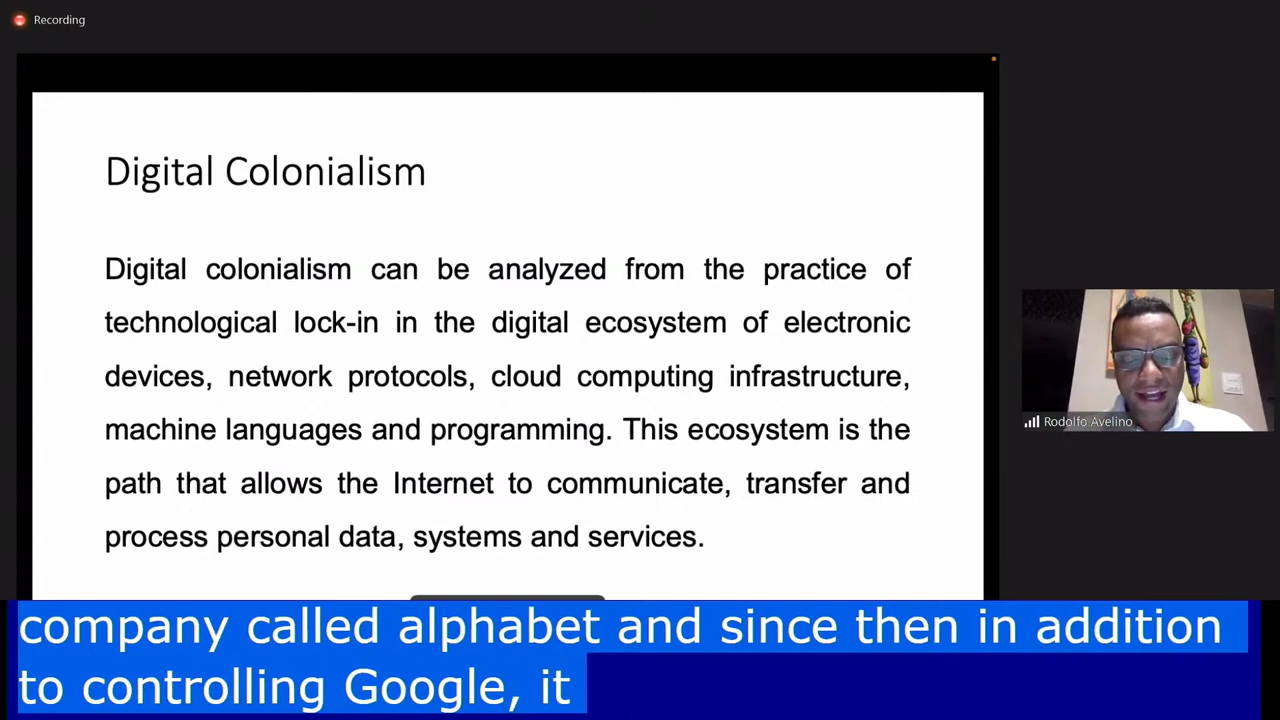 Recording
Digital Colonialism
Digital colonialism can be analyzed from the practice of
technological lock-in in the digital ecosystem of electronic
devices, network protocols, cloud computing infrastructure,
machine languages and programming. This ecosystem is the
path that allows the Internet to communicate, transfer and
process personal data, systems and services.
Rodolfo Avelino
company called alphabet and since then in addition
to controlling Google, it